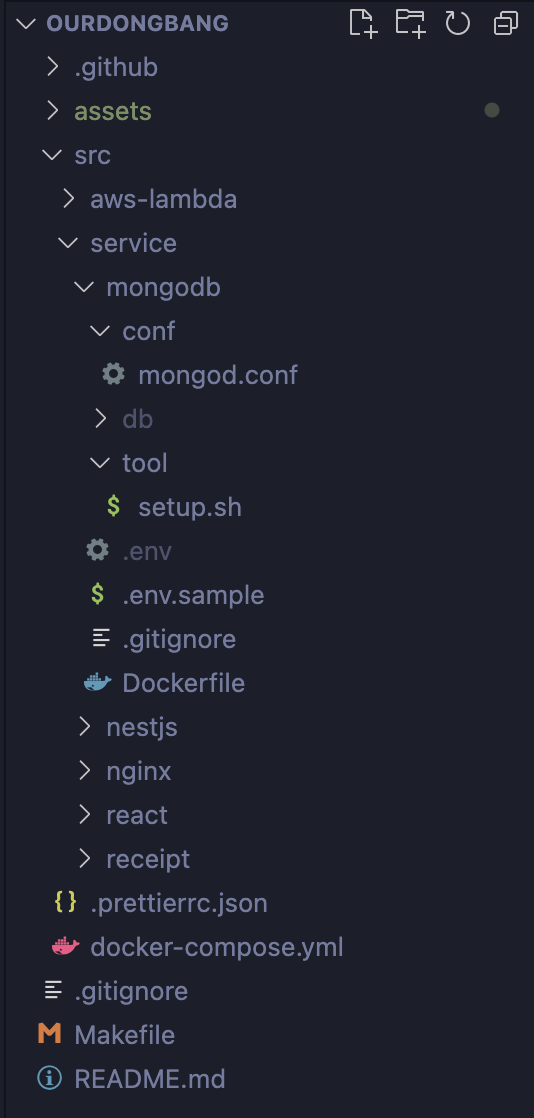 OURDONGBANG
.github
assets
src
aws-lambda
service
mongodb
conf
mongod.conf
db
tool
$ setup.sh
.env
$ .env.sample
.gitignore
Dockerfile
nestjs
nginx
react
receipt
{} .prettierrc.json
docker-compose.yml
.gitignore
M Makefile
README.md